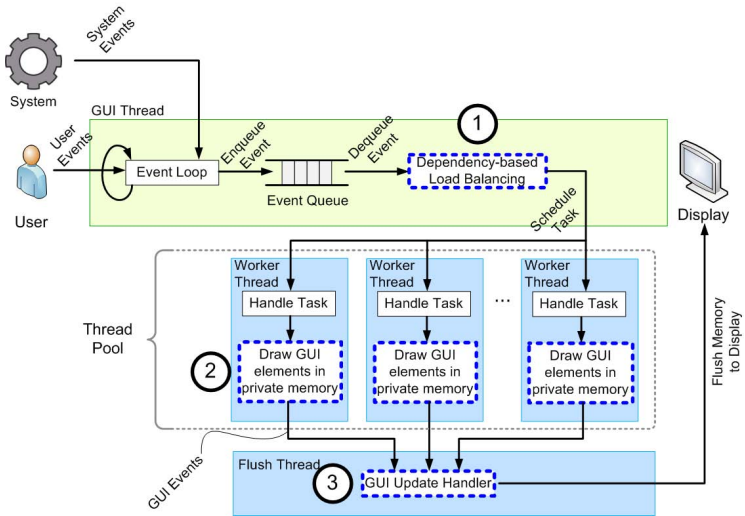 System
Events
System
GUI Thread
1
User
Events
Event Loop
Enqueue
Event
Event Queue
Dequeue
Event
Dependency-based
Load Balancing
User
Display
Schedule
Task
Thread
Pool
Worker
Thread
Handle Task
Draw GUI
elements in
private memory
Worker
Thread
Handle Task
Draw GUI
elements in
private memory
...
Worker
Thread
Handle Task
Draw GUI
elements in
private memory
2
Flush Memory
to Display
GUI Events
Flush Thread
3
GUI Update Handler